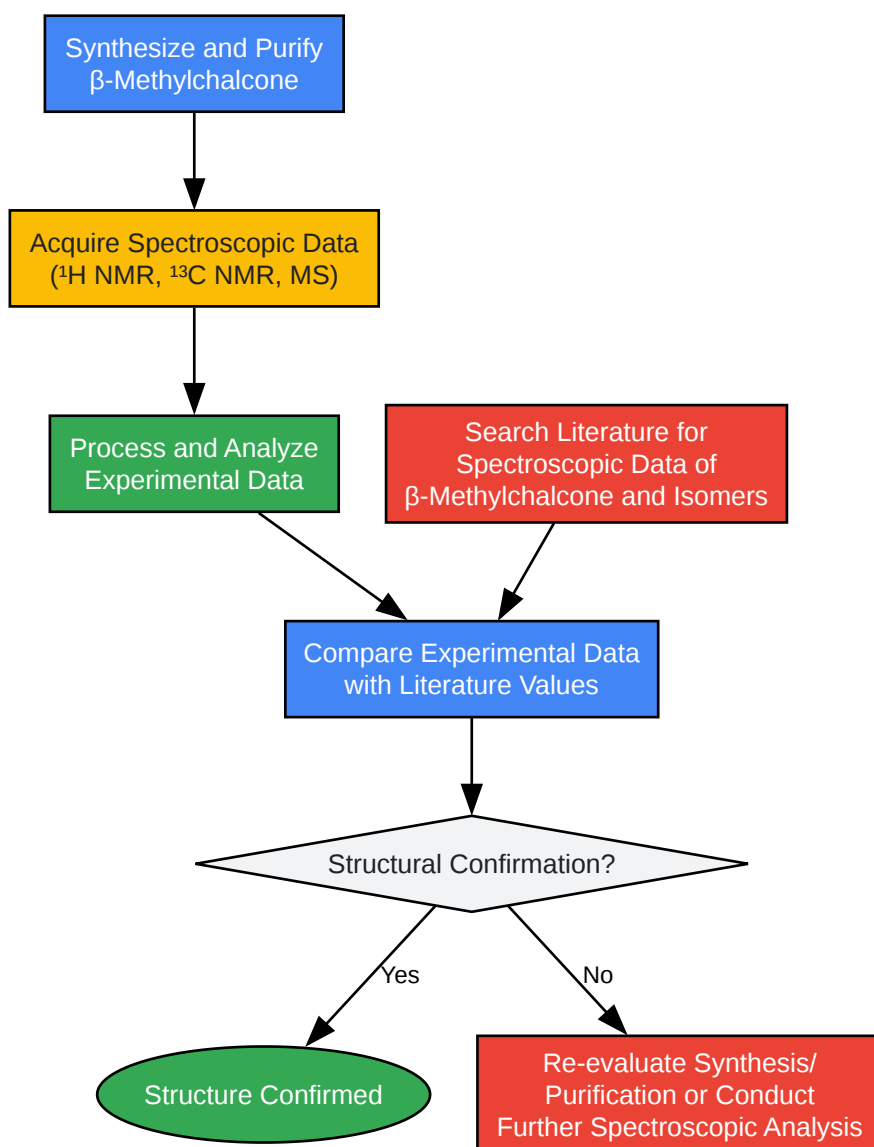 Synthesize and Purify
β-Methylchalcone
Acquire Spectroscopic Data
(¹H NMR, ¹³C NMR, MS)
Process and Analyze
Experimental Data
Search Literature for
Spectroscopic Data of
β-Methylchalcone and Isomers
Compare Experimental Data
with Literature Values
Structural Confirmation?
Yes
No
Structure Confirmed
Re-evaluate Synthesis/
Purification or Conduct
Further Spectroscopic Analysis